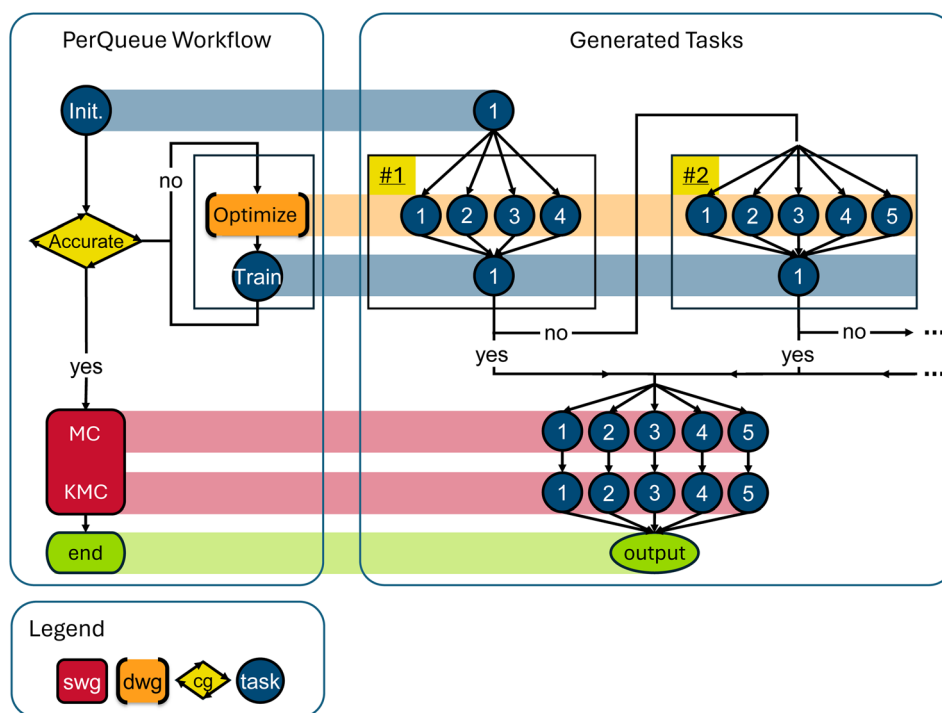 PerQueue Workflow
Generated Tasks
Init.
1
no
#1
#2
Optimize
1 2 3 4
1 2 3 4 5
Accurate
Train
1
1
no
no
...
yes
yes
yes
...
MC
1 2 3 4 5
KMC
1 2 3 4 5
end
output
Legend
swg
dwg
cg
task